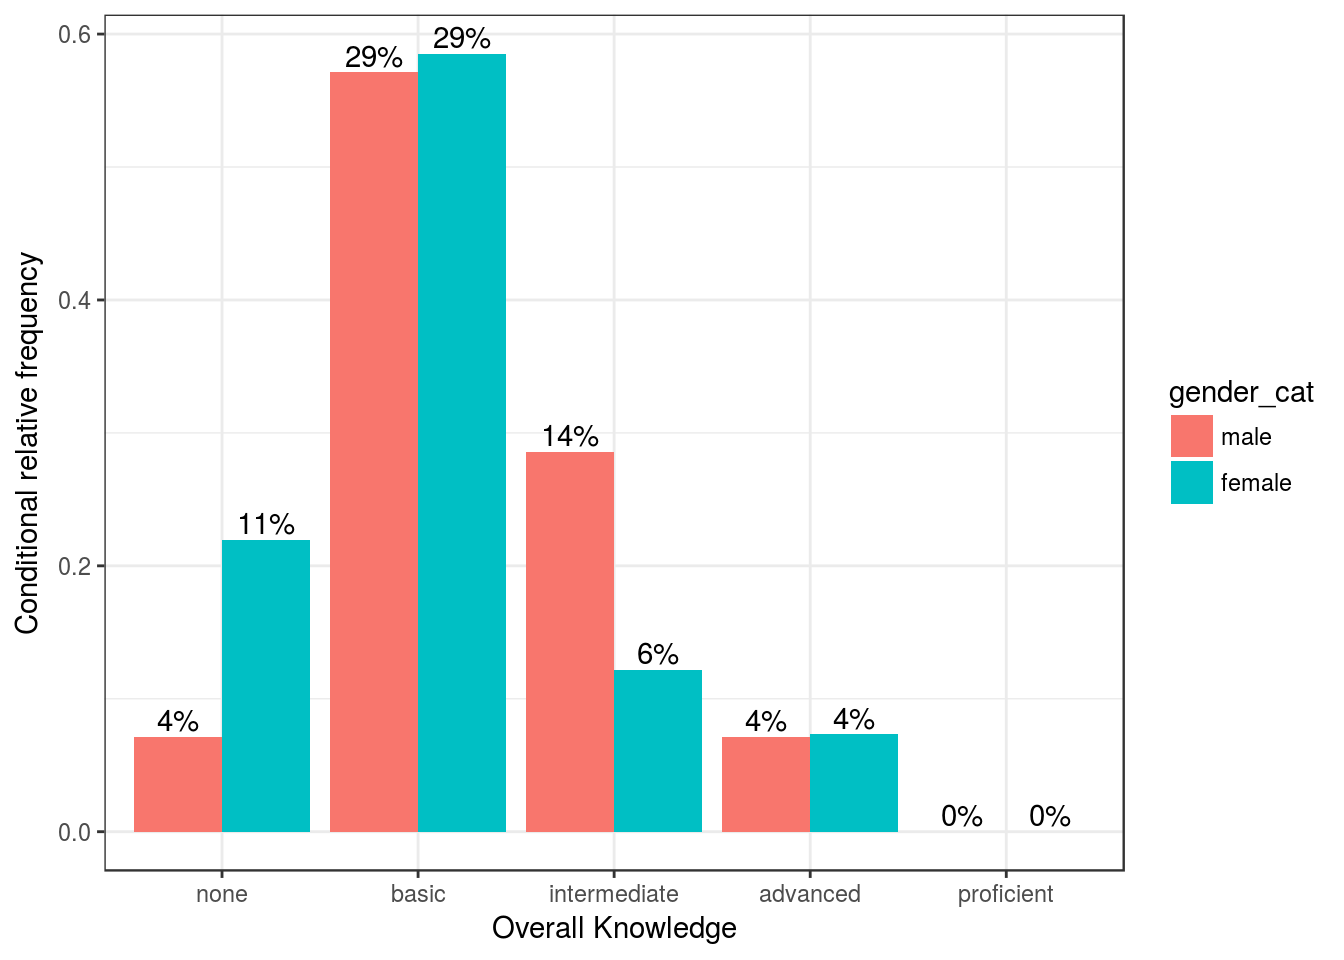 Conditional relative frequency
0.6
0.4
0.2
0.0
4%
11%
29%
29%
14%
6%
4%
4%
0%
0%
none
basic
intermediate
advanced
proficient
Overall Knowledge
gender_cat
male
female